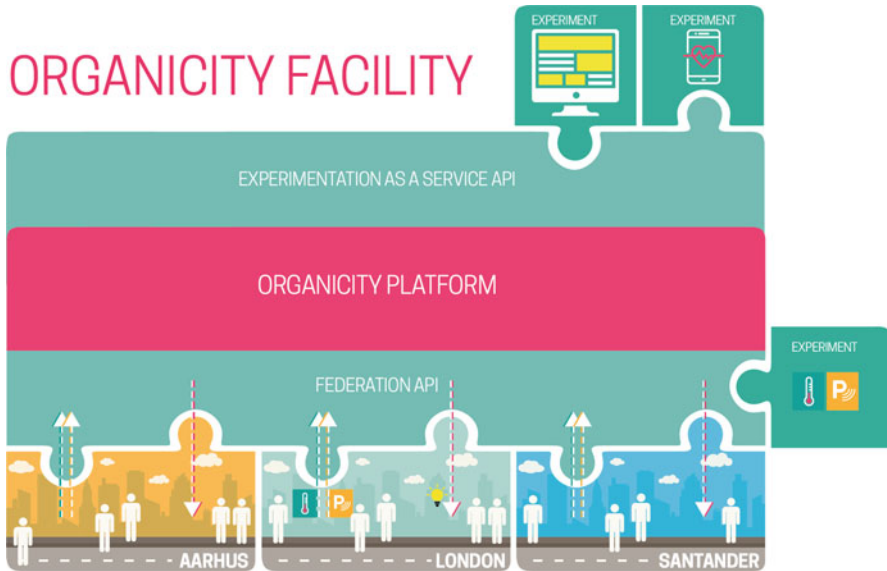 EXPERIMENT
EXPERIMENT
ORGANICITY FACILITY
EXPERIMENTATION AS A SERVICE API
ORGANICITY PLATFORM
EXPERIMENT
P
FEDERATION API
P
AARHUS
LONDON
SANTANDER